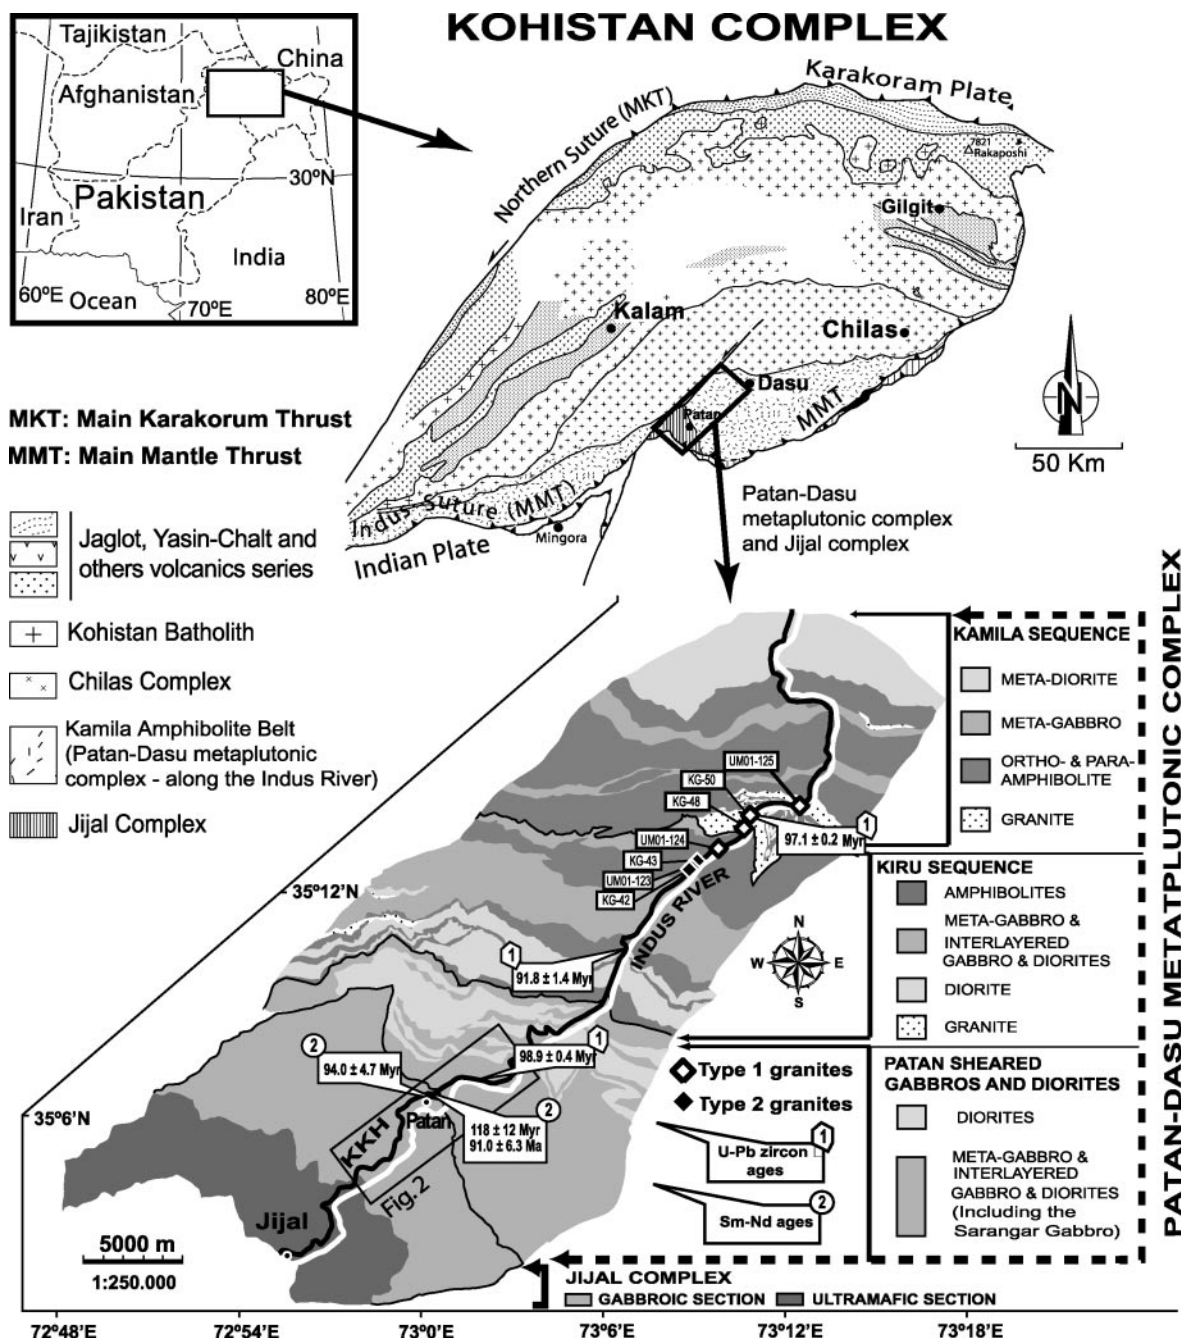 KOHISTAN COMPLEX
Tajikistan
China
Afghanistan
30ºN
Pakistan
Iran
India
60ºE
Ocean
70ºE
80ºE
Karakoram Plate
Northern Suture (MKT)
7821
Rakaposhi
Gilgit
Kalam
Chilas
Dasu
Patan
MMT
N
50 Km
Indus Suture (MMT)
Mingora
Indian Plate
Patan-Dasu
metaplutonic complex
and Jijal complex
MKT: Main Karakorum Thrust
MMT: Main Mantle Thrust
Jaglot, Yasin-Chalt and
others volcanics series
Kohistan Batholith
Chilas Complex
Kamila Amphibolite Belt
(Patan-Dasu metaplutonic
complex - along the Indus River)
Jijal Complex
PATAN-DASU METATPLUTONIC COMPLEX
KAMILA SEQUENCE
META-DIORITE
META-GABBRO
ORTHO- & PARA-
AMPHIBOLITE
GRANITE
KIRU SEQUENCE
AMPHIBOLITES
META-GABBRO &
INTERLAYERED
GABBRO & DIORITES
DIORITE
GRANITE
PATAN SHEARED
GABBROS AND DIORITES
DIORITES
META-GABBRO &
INTERLAYERED
GABBRO & DIORITES
(Including the
Sarangar Gabbro)
UM01-125
KG-50
KG-48
UM01-124
KG-43
UM01-123
KG-42
1
97.1 ± 0.2 Myr
INDUS RIVER
N
W E
S
35º12'N
1
91.8 ± 1.4 Myr
2
94.0 ± 4.7 Myr
1
98.9 ± 0.4 Myr
2
118 ± 12 Myr
91.0 ± 6.3 Ma
35º6'N
Patan
KKH
Fig. 2
Jijal
Type 1 granites
Type 2 granites
1
U-Pb zircon
ages
2
Sm-Nd ages
5000 m
1:250.000
JIJAL COMPLEX
GABBROIC SECTION
ULTRAMAFIC SECTION
72º48'E
72º54'E
73º0'E
73º6'E
73º12'E
73º18'E